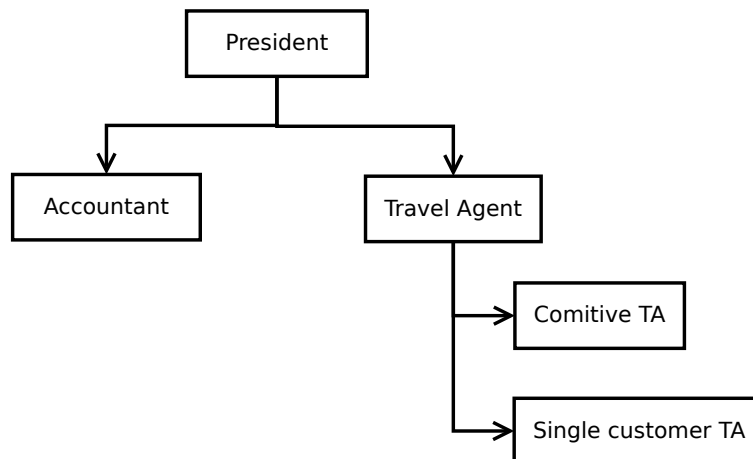 President
Accountant
Travel Agent
Comitive TA
Single customer TA